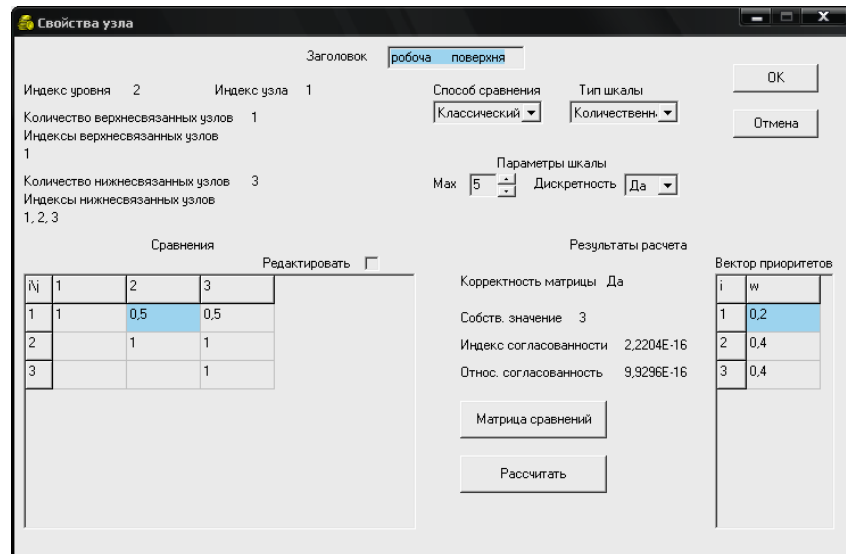 Свойства узла
Заголовок робоча поверхня
Индекс уровня 2 Индекс узла 1
Количество верхнесвязанных узлов 1
Индексы верхнесвязанных узлов
1
Количество нижнесвязанных узлов 3
Индексы нижнесвязанных узлов
1, 2, 3
Способ сравнения Тип шкалы
Классический Количественн
Параметры шкалы
Max 5 Дискретность Да
OK
Отмена
Сравнения
Редактировать
i\j 1 2 3
1 1 0,5 0,5
2 1 1
3 1
Результаты расчета
Корректность матрицы Да
Собств. значение 3
Индекс согласованности 2,2204E-16
Относ. согласованность 9,9296E-16
Матрица сравнений
Рассчитать
Вектор приоритетов
i w
1 0,2
2 0,4
3 0,4